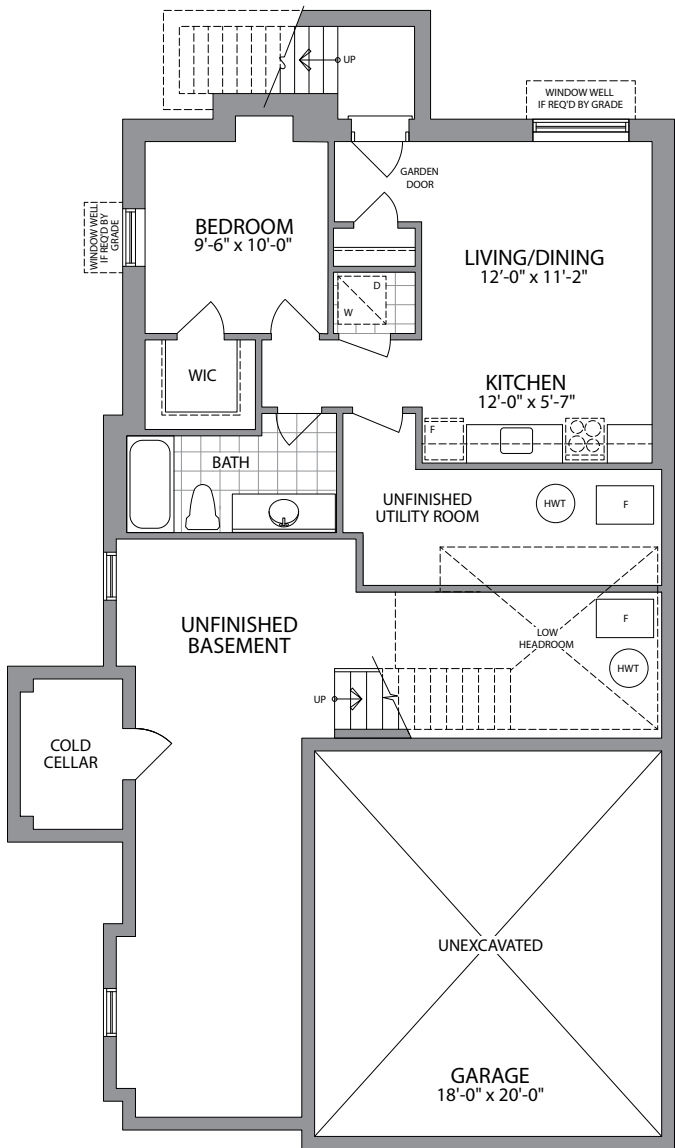 UP
WINDOW WELL
IF REQ'D BY GRADE
GARDEN
DOOR
WINDOW WELL
IF REQ'D BY
GRADE
BEDROOM
9'-6" x 10'-0"
LIVING/DINING
12'-0" x 11'-2"
D
W
WIC
KITCHEN
12'-0" x 5'-7"
F
BATH
UNFINISHED
UTILITY ROOM
HWT
F
UNFINISHED
BASEMENT
LOW
HEADROOM
F
HWT
UP
COLD
CELLAR
UNEXCAVATED
GARAGE
18'-0" x 20'-0"